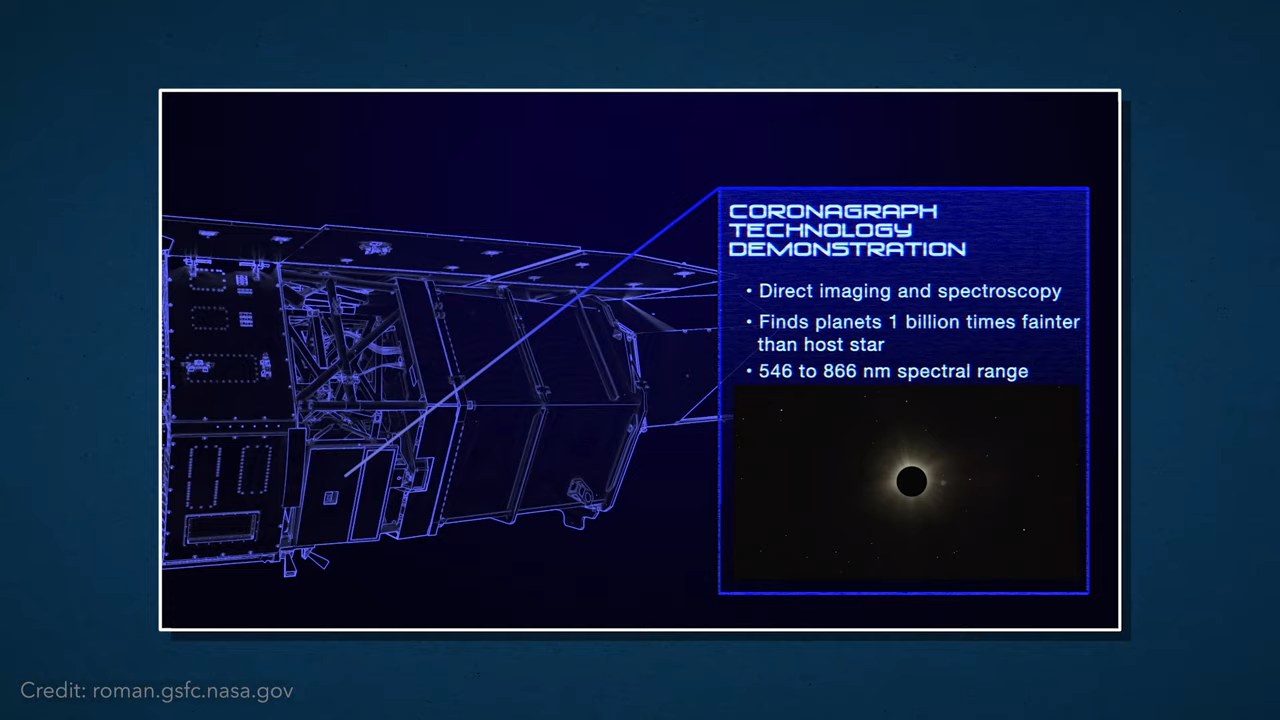 CORONAGRAPH
TECHNOLOGY
DEMONSTRATION
• Direct imaging and spectroscopy
• Finds planets 1 billion times fainter
than host star
• 546 to 866 nm spectral range
Credit: roman.gsfc.nasa.gov